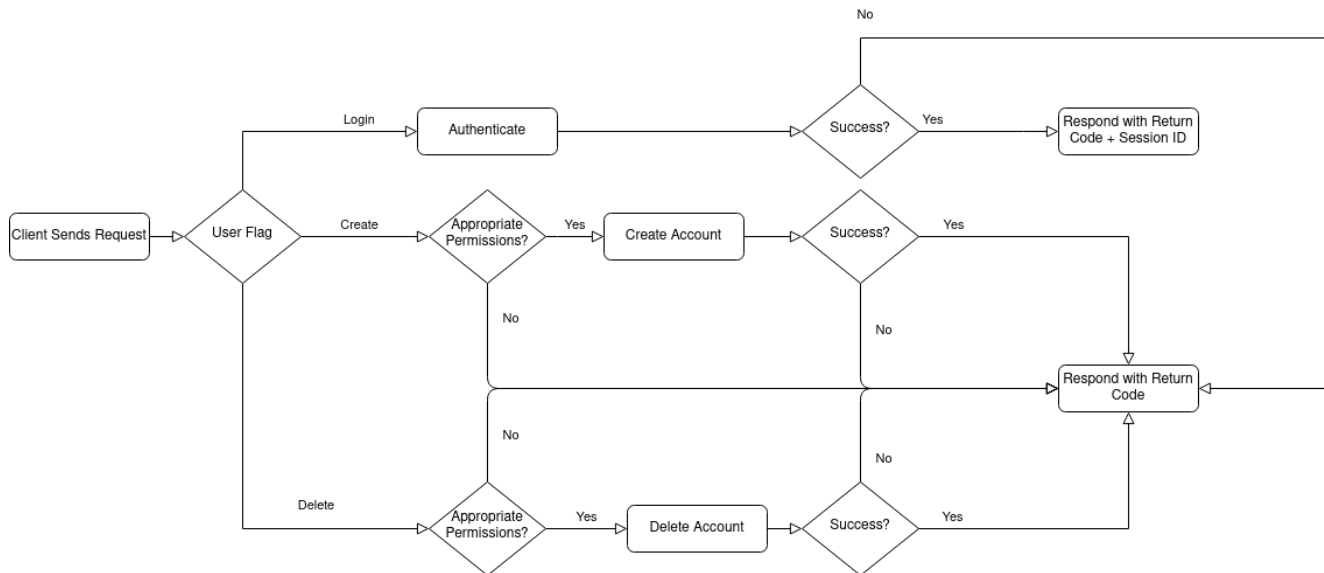 No
Login
Authenticate
Success?
Yes
Respond with Return
Code + Session ID
Client Sends Request
User Flag
Create
Appropriate
Permissions?
Yes
Create Account
Success?
Yes
No
No
Respond with Return
Code
No
No
Delete
Appropriate
Permissions?
Yes
Delete Account
Success?
Yes